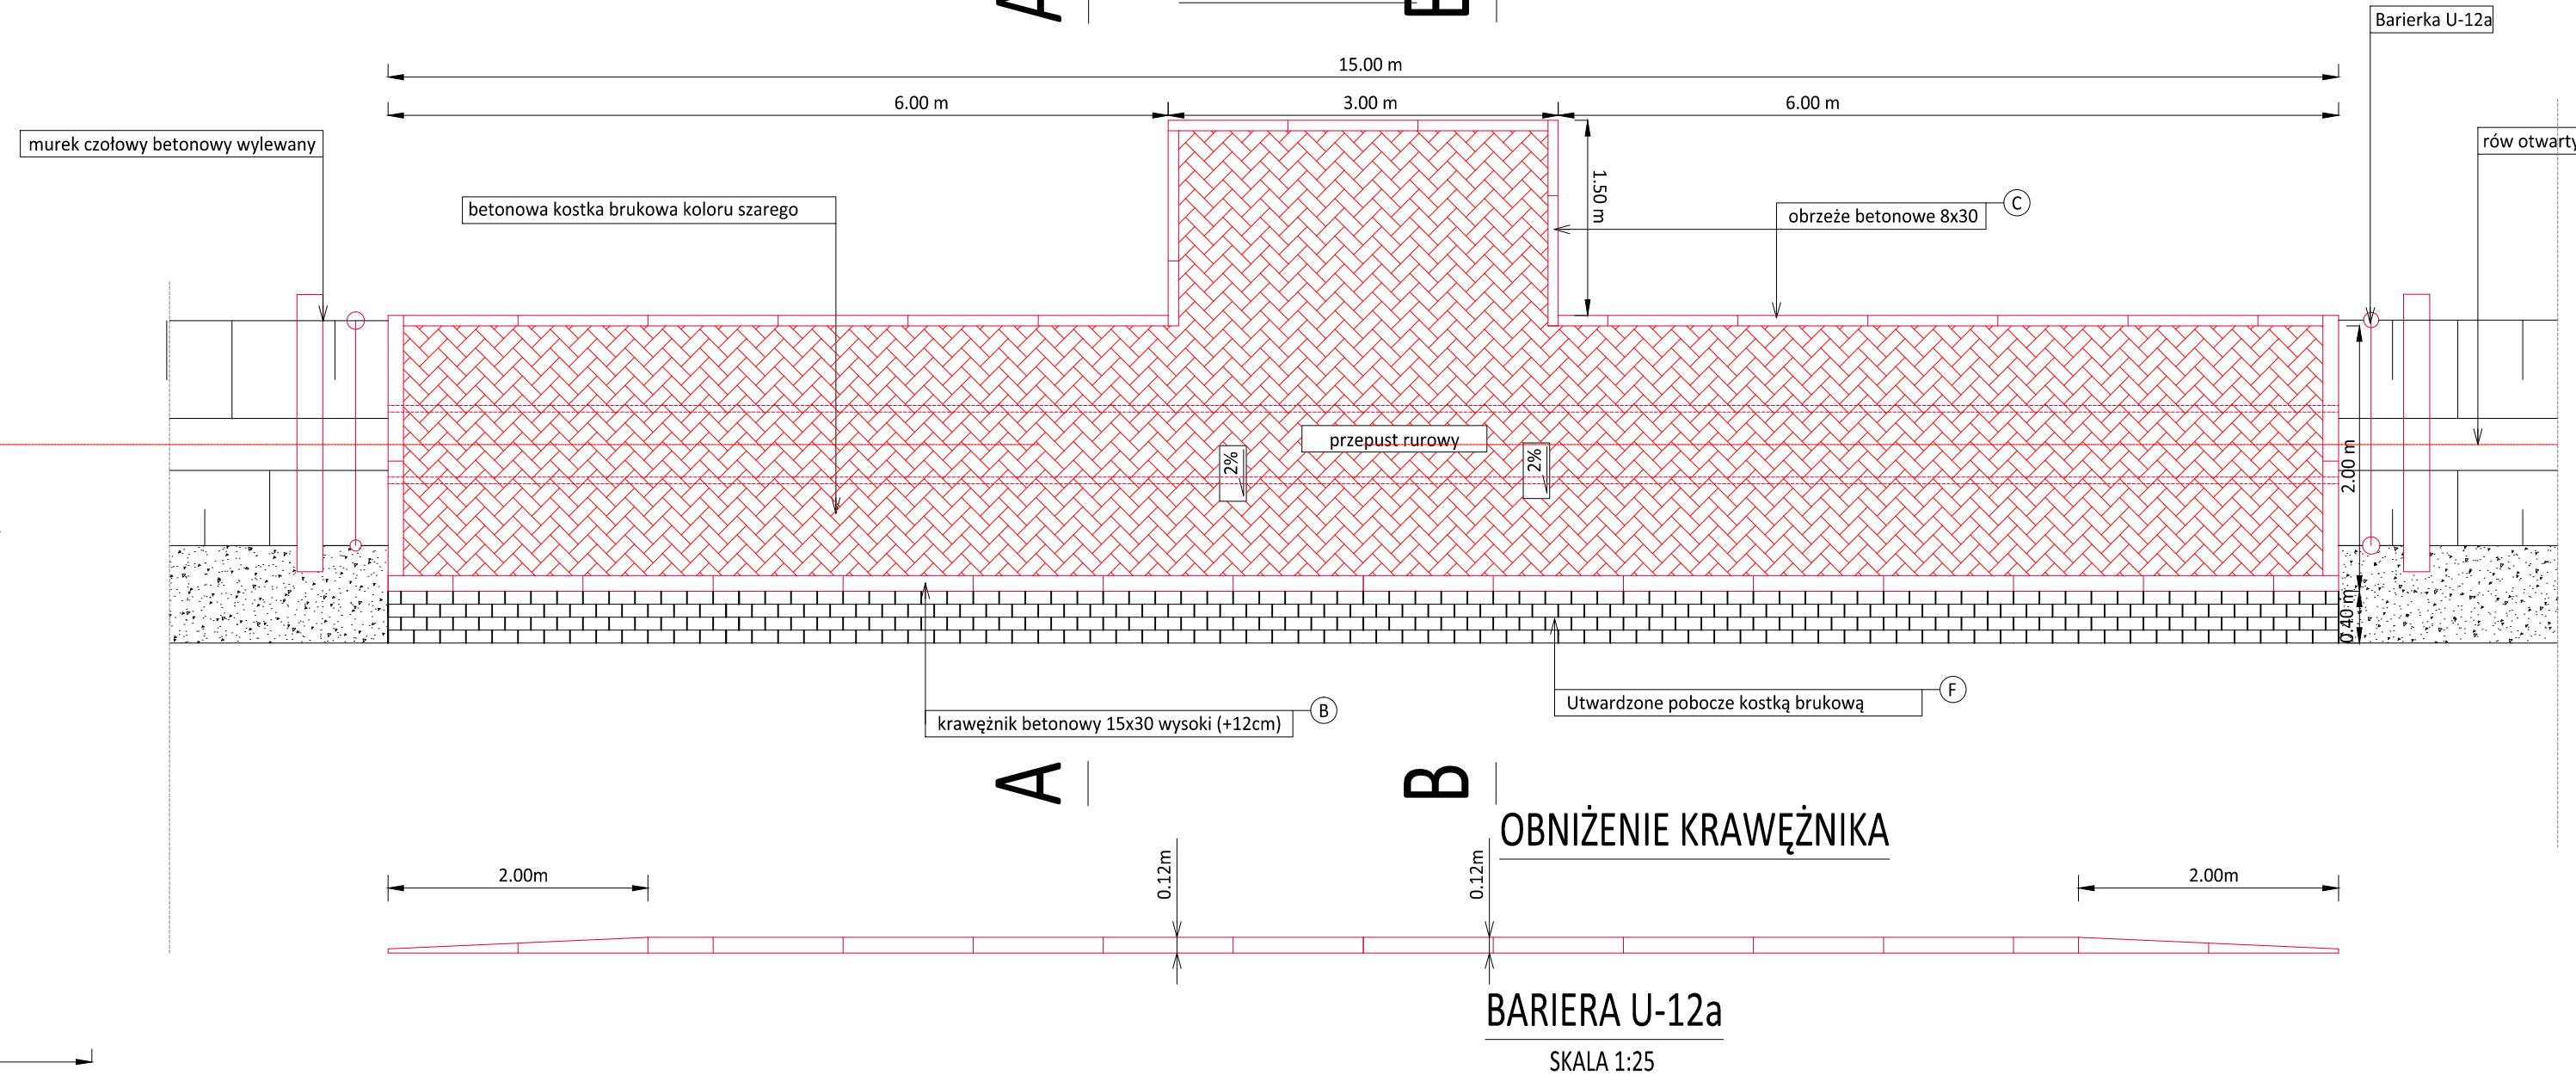 A
B
Barierka U-12a
15.00 m
6.00 m
3.00 m
6.00 m
murek czołowy betonowy wylewany
rów otwarty
betonowa kostka brukowa koloru szarego
1.50 m
obrzeże betonowe 8x30
C
przepust rurowy
2%
2%
2.00 m
0.40 m
Utwardzone pobocze kostką brukową
F
krawężnik betonowy 15x30 wysoki (+12cm)
B
A
B
OBNIŻENIE KRAWĘŻNIKA
2.00m
0.12m
0.12m
2.00m
BARIERA U-12a
SKALA 1:25